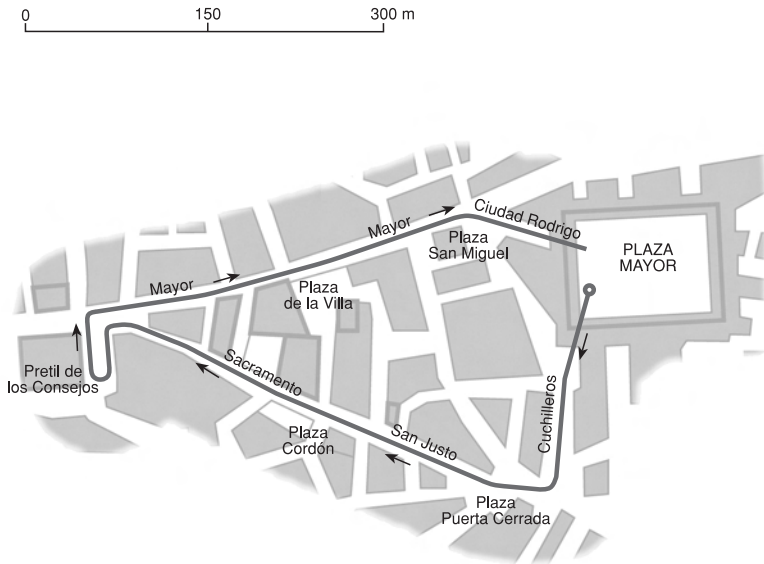 0 150 300 m
Ciudad Rodrigo
Mayor
Plaza
San Miguel
PLAZA
MAYOR
Mayor
Plaza
de la Villa
Pretil de
los Consejos
Sacramento
Cuchilleros
Plaza
Cordón
San Justo
Plaza
Puerta Cerrada